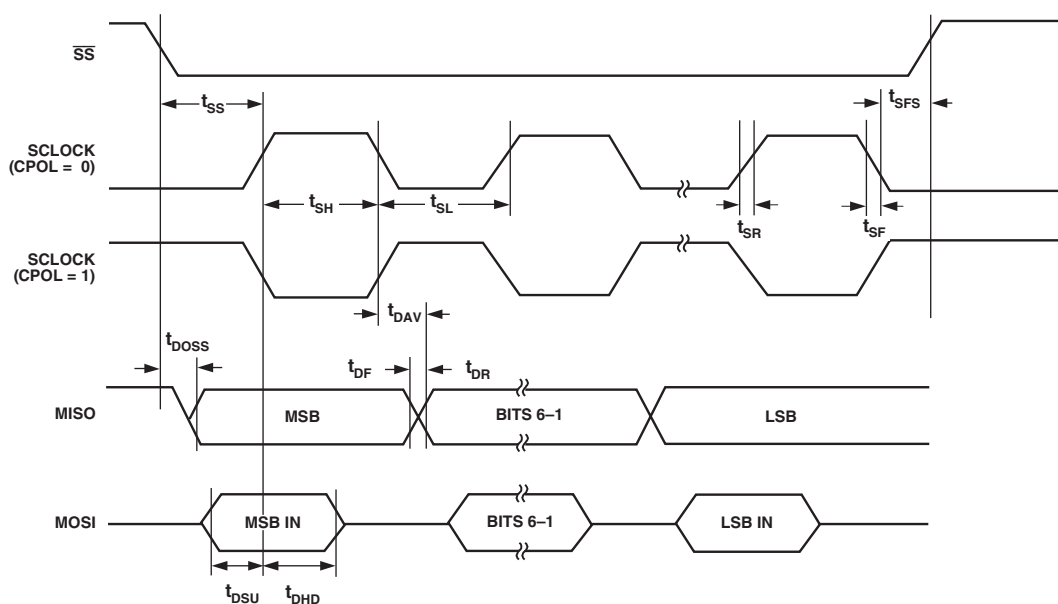 SS
tSS
tSFS
SCLOCK
(CPOL = 0)
tSH
tSL
tSR
tSF
SCLOCK
(CPOL = 1)
tDAV
tDOSS
tDF
tDR
MISO
MSB
BITS 6–1
LSB
MOSI
MSB IN
BITS 6–1
LSB IN
tDSU
tDHD